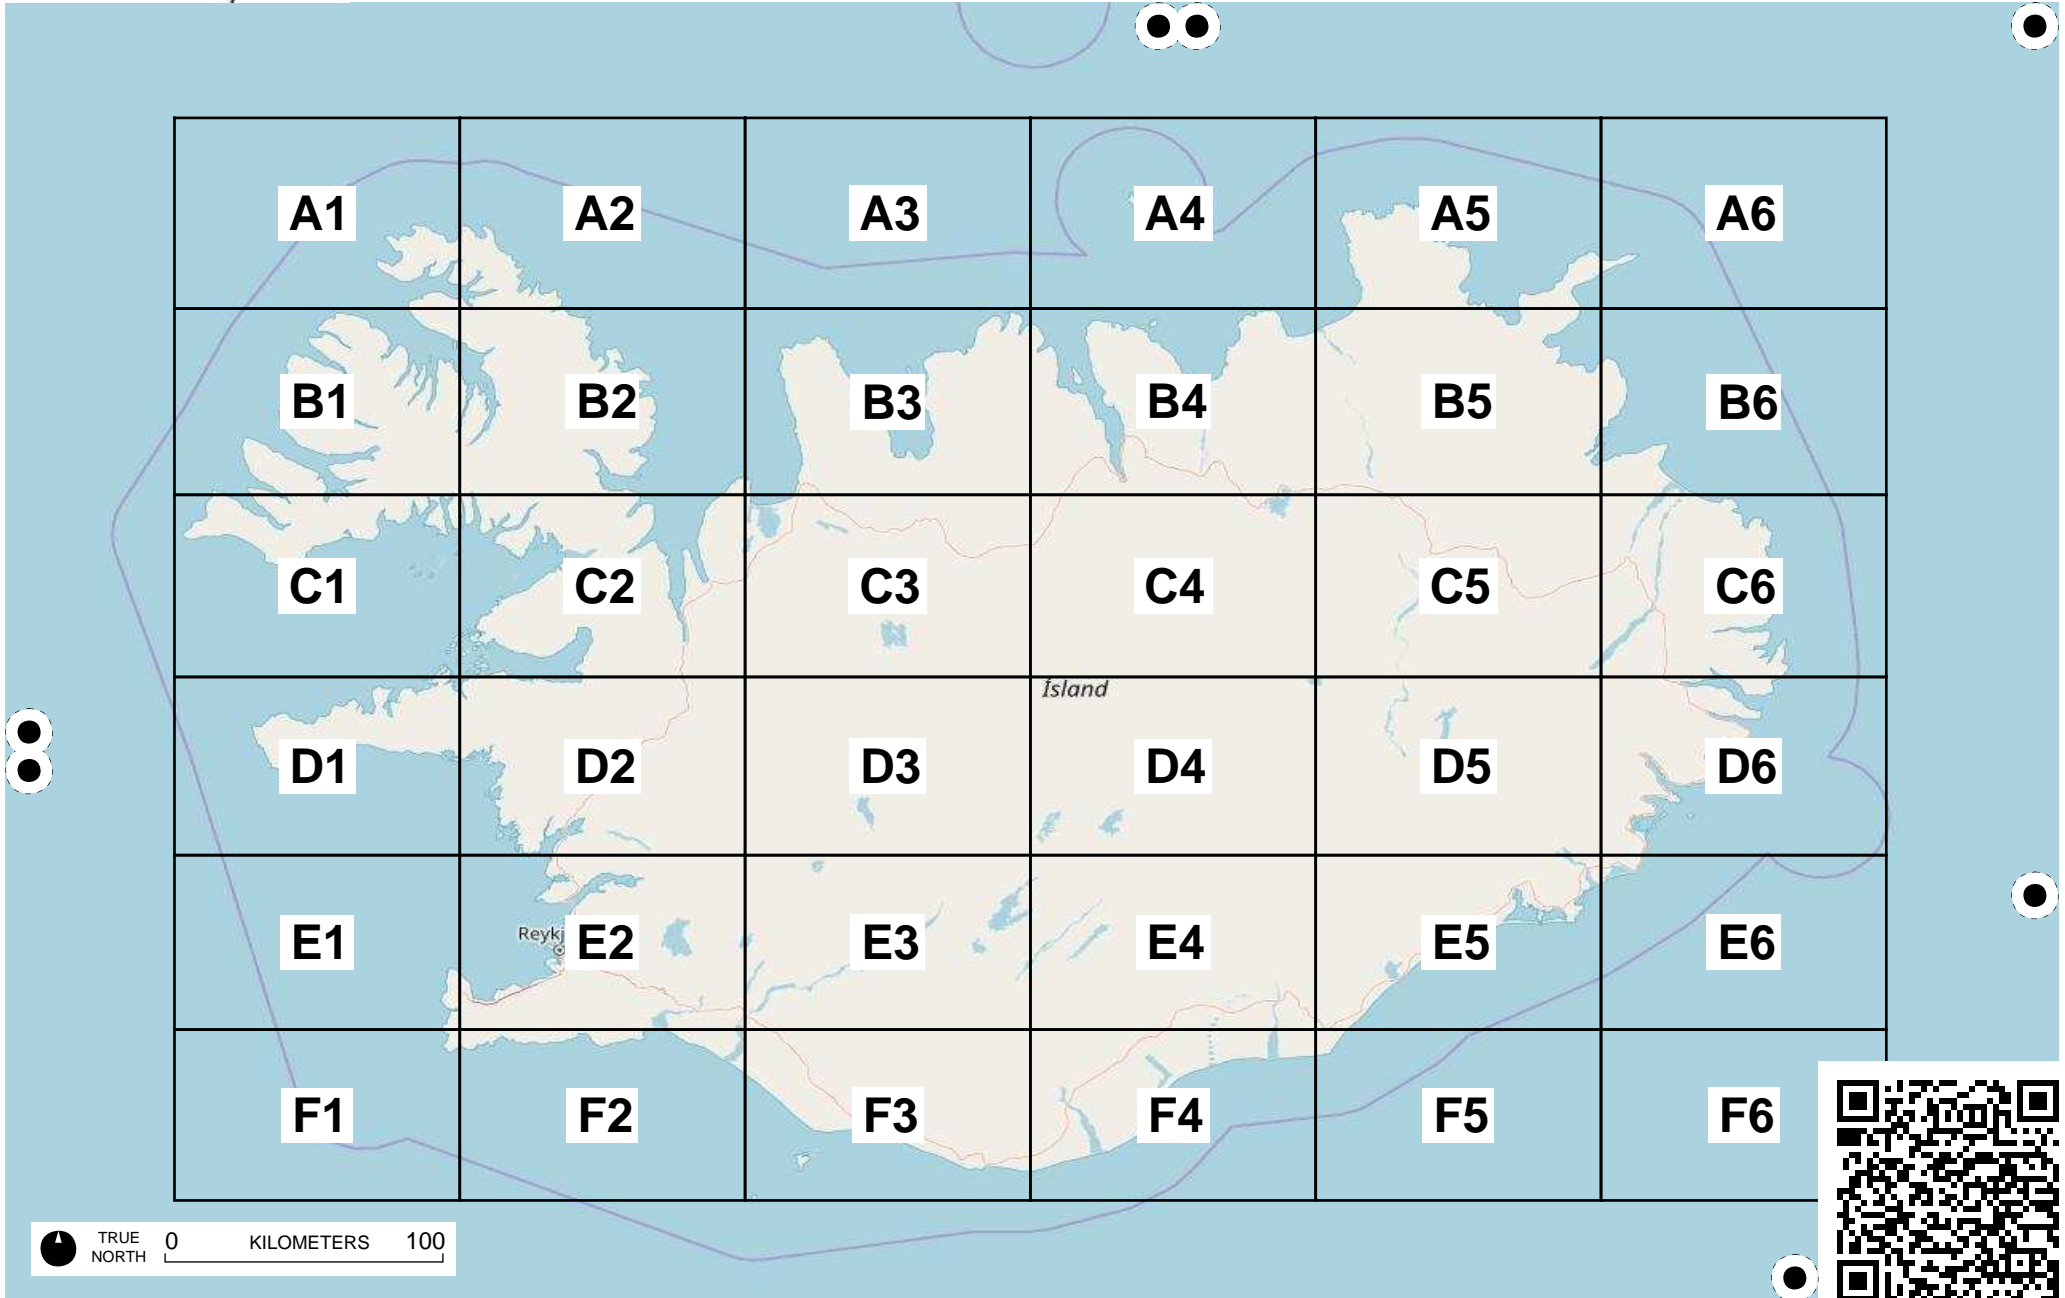 A1 A2 A3 A4 A5 A6
B1 B2 B3 B4 B5 B6
C1 C2 C3 C4 C5 C6
Ísland
D1 D2 D3 D4 D5 D6
Reykj
E1 E2 E3 E4 E5 E6
F1 F2 F3 F4 F5 F6
TRUE NORTH
0 KILOMETERS 100